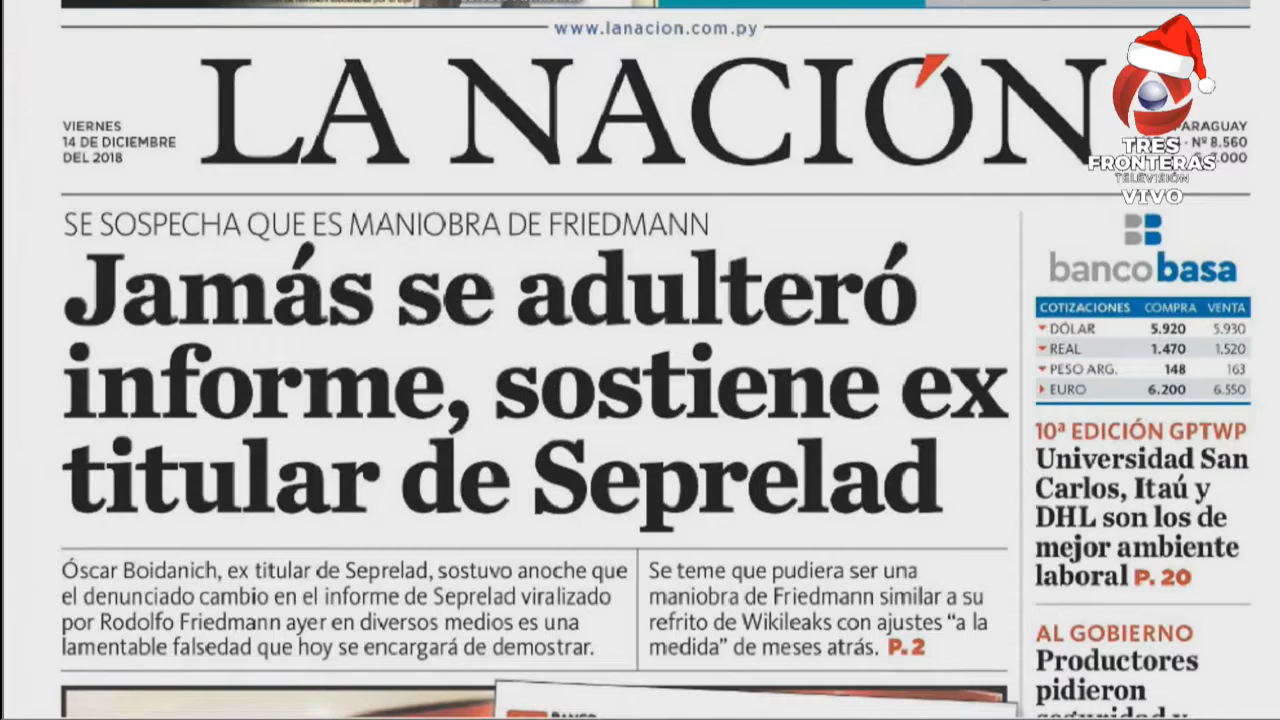 www.lanacion.com.py
LA NACIÓN
VIERNES
14 DE DICIEMBRE
DEL 2018
PARAGUAY
Nº 8.560
.000
TRES
FRONTERAS
TELEVISIÓN
VIVO
SE SOSPECHA QUE ES MANIOBRA DE FRIEDMANN
Jamás se adulteró
informe, sostiene ex
titular de Seprelad
Óscar Boidanich, ex titular de Seprelad, sostuvo anoche que
el denunciado cambio en el informe de Seprelad viralizado
por Rodolfo Friedmann ayer en diversos medios es una
lamentable falsedad que hoy se encargará de demostrar.
Se teme que pudiera ser una
maniobra de Friedmann similar a su
refrito de Wikileaks con ajustes “a la
medida” de meses atrás. P.2
banco basa
COTIZACIONES COMPRA VENTA
DÓLAR 5.920 5.930
REAL 1.470 1.520
PESO ARG. 148 163
EURO 6.200 6.550
10ª EDICIÓN GPTWP
Universidad San
Carlos, Itaú y
DHL son los de
mejor ambiente
laboral P. 20
AL GOBIERNO
Productores
pidieron
seguridad y
BANCO